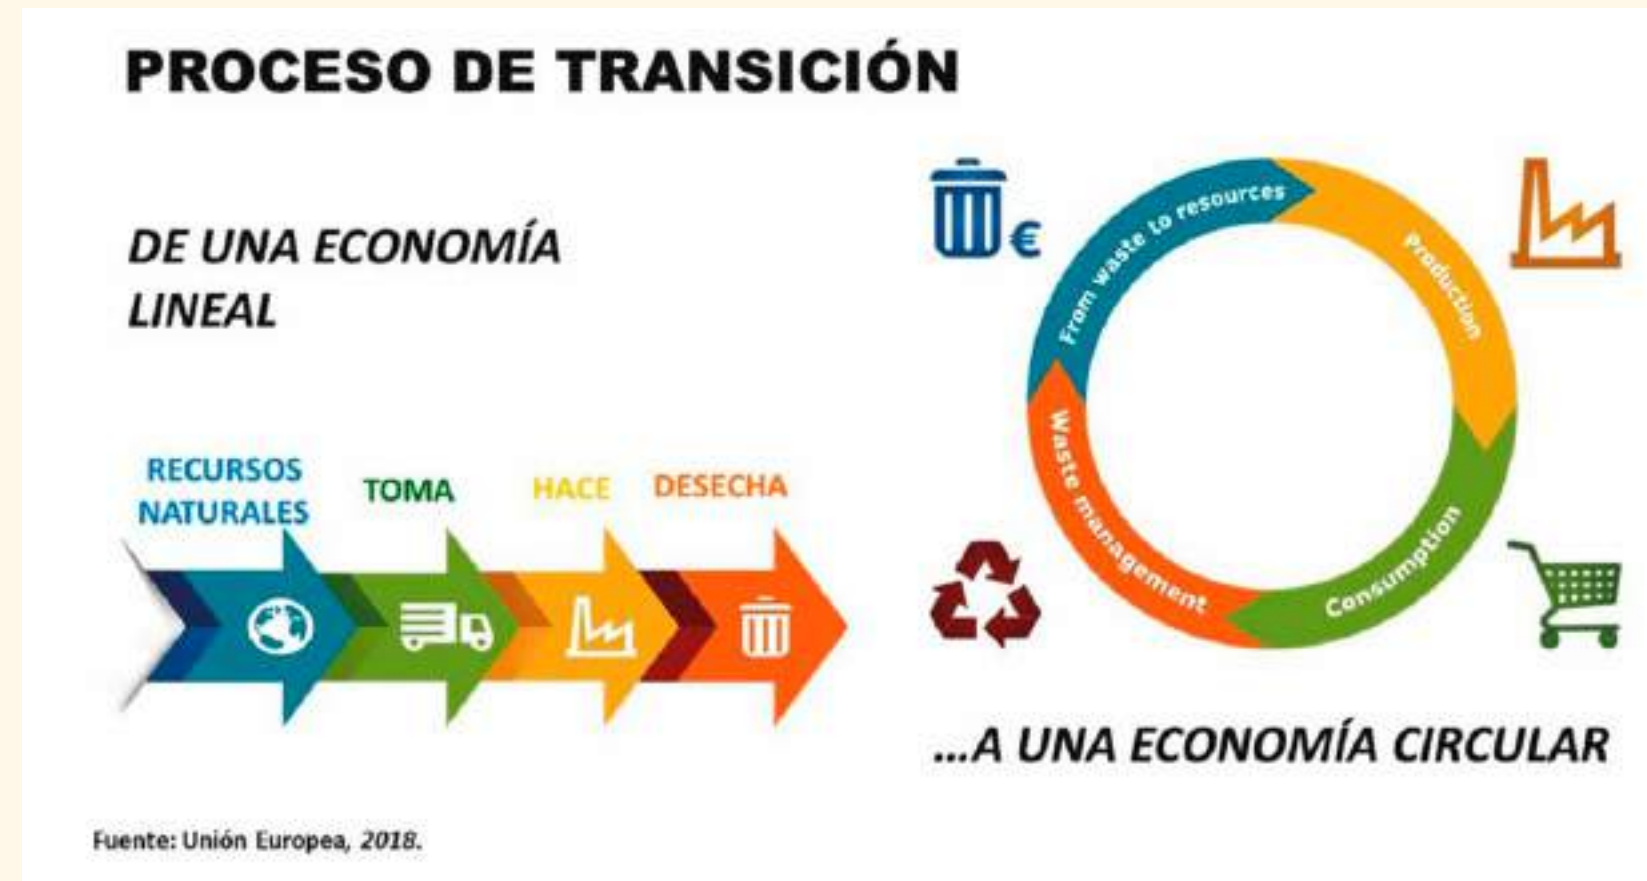 PROCESO DE TRANSICIÓN
DE UNA ECONOMÍA
LINEAL
RECURSOS
NATURALES
TOMA
HACE
DESECHA
€
From waste to resources
Production
Consumption
Waste management
...A UNA ECONOMÍA CIRCULAR
Fuente: Unión Europea, 2018.